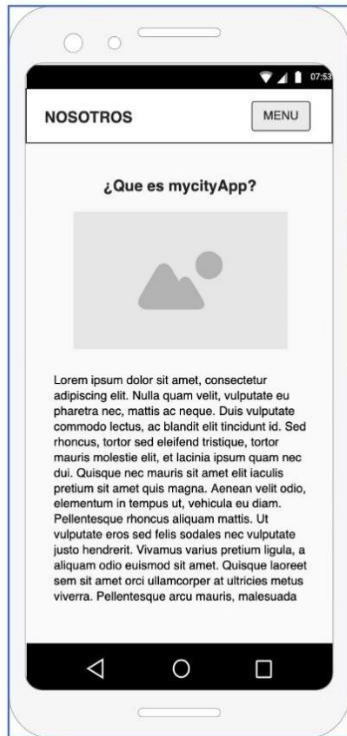 07:53
NOSOTROS
MENU
¿Que es mycityApp?
Lorem ipsum dolor sit amet, consectetur
adipiscing elit. Nulla quam velit, vulputate eu
pharetra nec, mattis ac neque. Duis vulputate
commodo lectus, ac blandit elit tincidunt id. Sed
rhoncus, tortor sed eleifend tristique, tortor
mauris molestie elit, et lacinia ipsum quam nec
dui. Quisque nec mauris sit amet elit iaculis
pretium sit amet quis magna. Aenean velit odio,
elementum in tempus ut, vehicula eu diam.
Pellentesque rhoncus aliquam mattis. Ut
vulputate eros sed felis sodales nec vulputate
justo hendrerit. Vivamus varius pretium ligula, a
aliquam odio euismod sit amet. Quisque laoreet
sem sit amet orci ullamcorper at ultricies metus
viverra. Pellentesque arcu mauris, malesuada